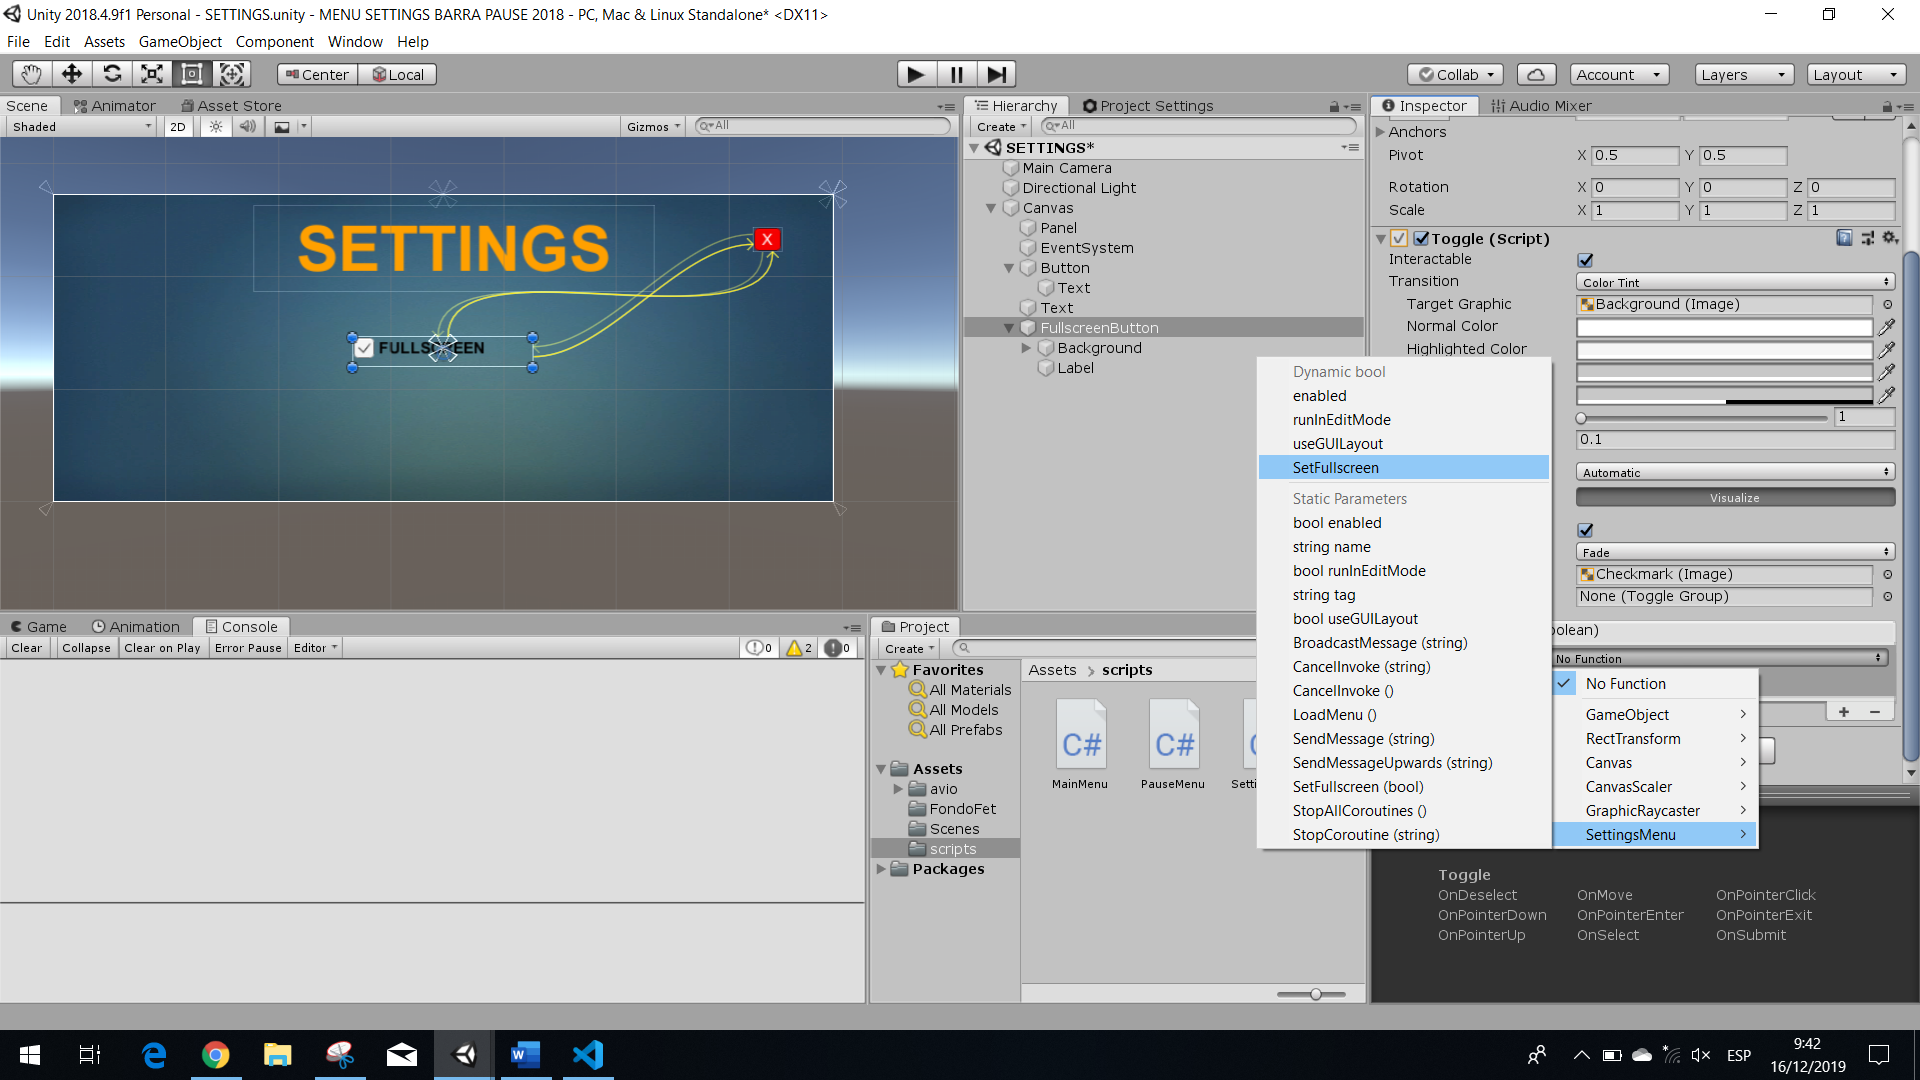 Unity 2018.4.9f1 Personal - SETTINGS.unity - MENU SETTINGS BARRA PAUSE 2018 - PC, Mac & Linux Standalone* <DX11>
File Edit Assets GameObject Component Window Help
Center Local Collab Account Layers Layout
Scene Animator Asset Store
Shaded 2D Gizmos All
SETTINGS
X
FULLSCREEN
Hierarchy Project Settings
Create All
SETTINGS*
Main Camera
Directional Light
Canvas
Panel
EventSystem
Button
Text
Text
FullscreenButton
Background
Label
Inspector Audio Mixer
Anchors
Pivot X 0.5 Y 0.5
Rotation X 0 Y 0 Z 0
Scale X 1 Y 1 Z 1
Toggle (Script)
Interactable
Transition Color Tint
Target Graphic Background (Image)
Normal Color
Highlighted Color
1
0.1
Automatic
Visualize
Fade
Checkmark (Image)
None (Toggle Group)
oolean)
No Function
Dynamic bool
enabled
runInEditMode
useGUILayout
SetFullscreen
Static Parameters
bool enabled
string name
bool runInEditMode
string tag
bool useGUILayout
BroadcastMessage (string)
CancelInvoke (string)
CancelInvoke ()
LoadMenu ()
SendMessage (string)
SendMessageUpwards (string)
SetFullscreen (bool)
StopAllCoroutines ()
StopCoroutine (string)
No Function
GameObject
RectTransform
Canvas
CanvasScaler
GraphicRaycaster
SettingsMenu
Toggle
OnDeselect OnMove OnPointerClick
OnPointerDown OnPointerEnter OnPointerExit
OnPointerUp OnSelect OnSubmit
Game Animation Console
Clear Collapse Clear on Play Error Pause Editor 0 2 0
Project
Create
Favorites
All Materials
All Models
All Prefabs
Assets
avio
FondoFet
Scenes
scripts
Packages
Assets scripts
C# C#
MainMenu PauseMenu Setti
ESP
9:42
16/12/2019